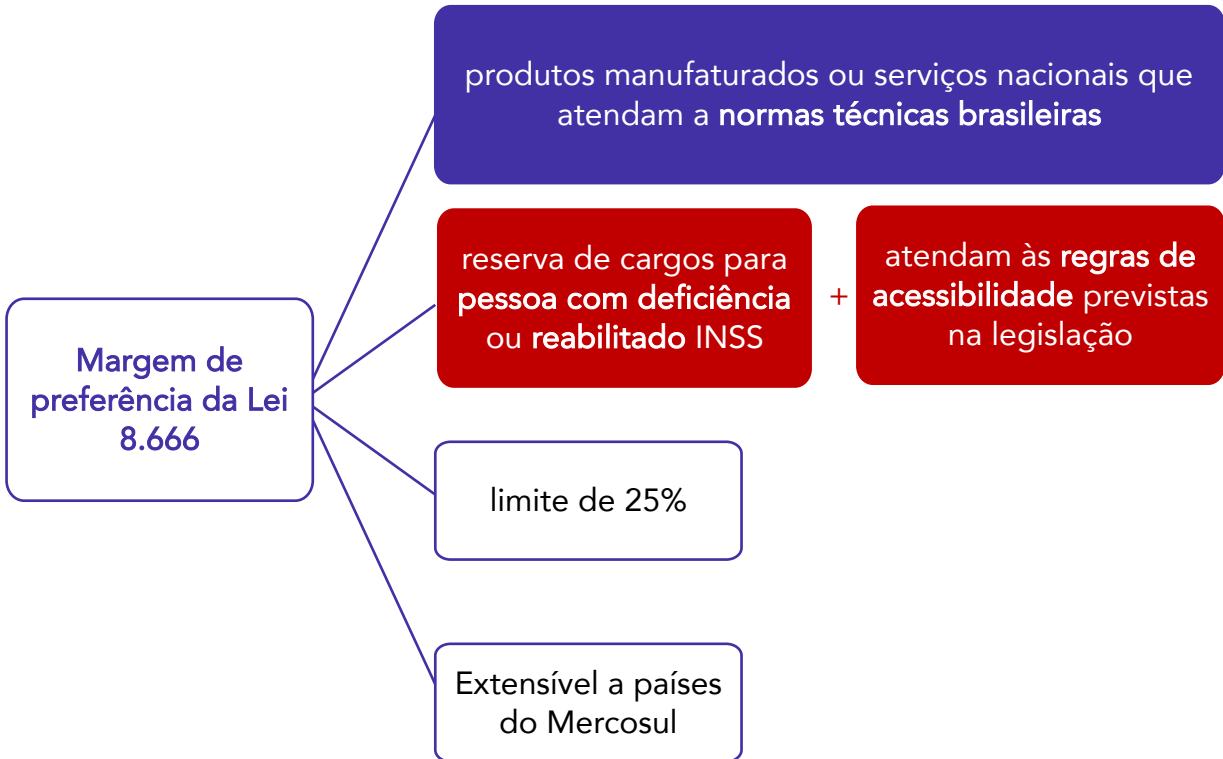 produtos manufaturados ou serviços nacionais que
atendam a normas técnicas brasileiras
reserva de cargos para
pessoa com deficiência
ou reabilitado INSS
+
atendam às regras de
acessibilidade previstas
na legislação
Margem de
preferência da Lei
8.666
limite de 25%
Extensível a países
do Mercosul